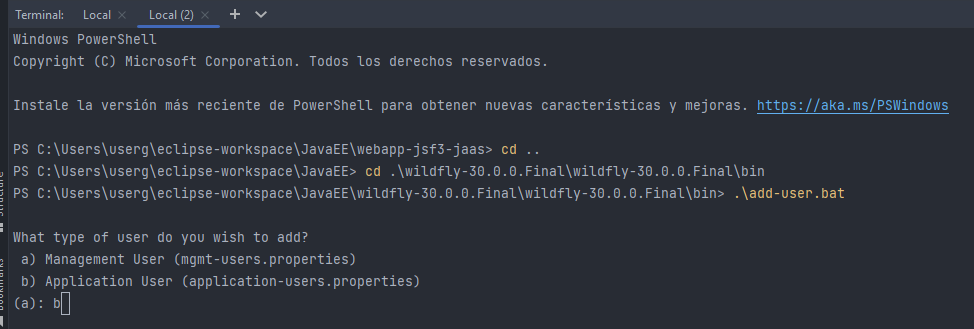 Terminal: Local × Local (2) × +
Windows PowerShell
Copyright (C) Microsoft Corporation. Todos los derechos reservados.
Instale la versión más reciente de PowerShell para obtener nuevas características y mejoras. https://aka.ms/PSWindows
PS C:\Users\userg\eclipse-workspace\JavaEE\webapp-jsf3-jaas> cd ..
PS C:\Users\userg\eclipse-workspace\JavaEE> cd .\wildfly-30.0.0.Final\wildfly-30.0.0.Final\bin
PS C:\Users\userg\eclipse-workspace\JavaEE\wildfly-30.0.0.Final\wildfly-30.0.0.Final\bin> .\add-user.bat
What type of user do you wish to add?
a) Management User (mgmt-users.properties)
b) Application User (application-users.properties)
(a): b
Structure